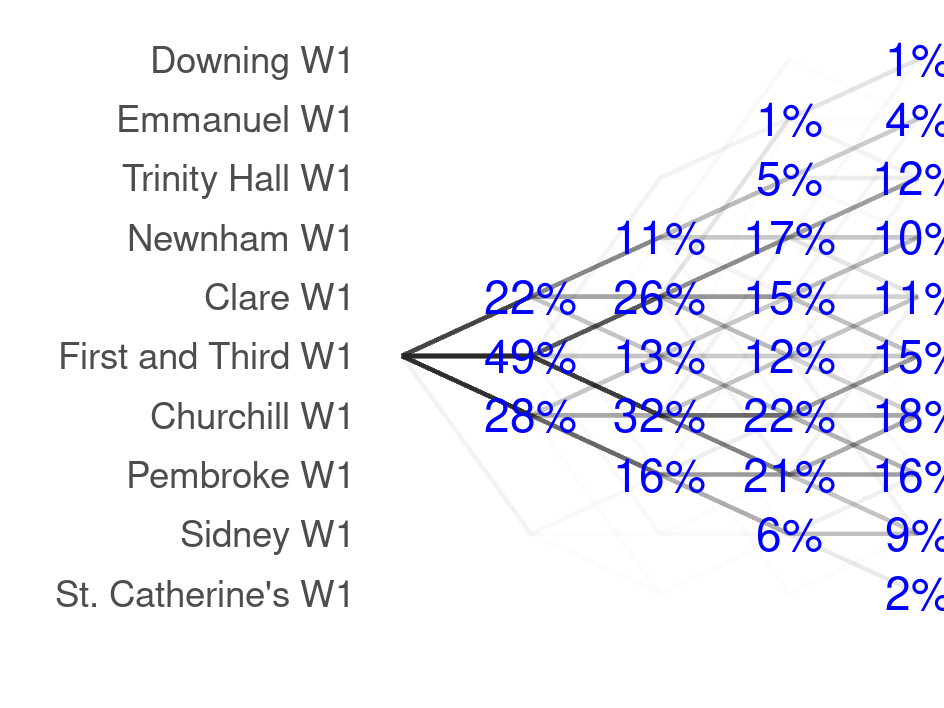 Downing W1 1%
Emmanuel W1 1% 4%
Trinity Hall W1 5% 12%
Newnham W1 11% 17% 10%
Clare W1 22% 26% 15% 11%
First and Third W1 49% 13% 12% 15%
Churchill W1 28% 32% 22% 18%
Pembroke W1 16% 21% 16%
Sidney W1 6% 9%
St. Catherine's W1 2%